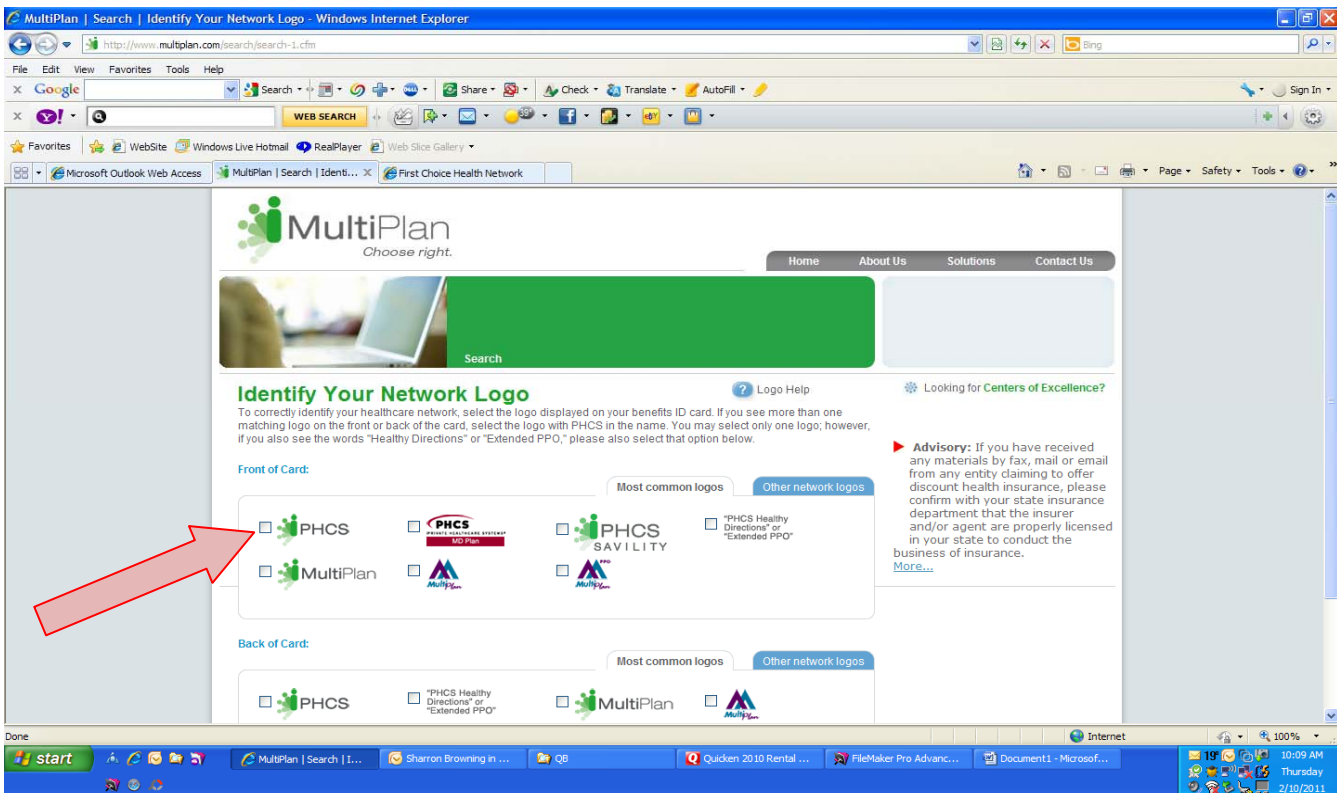 MultiPlan | Search | Identify Your Network Logo - Windows Internet Explorer
http://www.multiplan.com/search/search-1.cfm
Bing
File Edit View Favorites Tools Help
x Google Search Share Check Translate AutoFill Sign In
x Y! WEB SEARCH
Favorites WebSite Windows Live Hotmail RealPlayer Web Slice Gallery
Microsoft Outlook Web Access MultiPlan | Search | Identi... X First Choice Health Network Page Safety Tools
MultiPlan
Choose right.
Home About Us Solutions Contact Us
Search
Identify Your Network Logo
Logo Help
Looking for Centers of Excellence?
To correctly identify your healthcare network, select the logo displayed on your benefits ID card. If you see more than one
matching logo on the front or back of the card, select the logo with PHCS in the name. You may select only one logo; however,
if you also see the words "Healthy Directions" or "Extended PPO," please also select that option below.
Advisory: If you have received
any materials by fax, mail or email
from any entity claiming to offer
discount health insurance, please
confirm with your state insurance
department that the insurer
and/or agent are properly licensed
in your state to conduct the
business of insurance.
More...
Front of Card:
Most common logos Other network logos
PHCS
PHCS
PRIVATE HEALTHCARE SYSTEMS
MD Plan
PHCS
SAVILITY
"PHCS Healthy
Directions" or
"Extended PPO"
MultiPlan
Multiplan
PPO
Multiplan
Back of Card:
Most common logos Other network logos
PHCS
"PHCS Healthy
Directions" or
"Extended PPO"
MultiPlan
Multiplan
Done Internet 100%
start MultiPlan | Search | I... Sharron Browning in ... QB Quicken 2010 Rental ... FileMaker Pro Advanc... Document1 - Microsof...
19° 10:09 AM
Thursday
2/10/2011